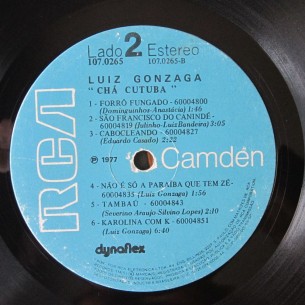 Lado 2 Estereo
107.0265 107.0265-B
LUIZ GONZAGA
"CHÁ CUTUBA"
1 - FORRÓ FUNGADO - 60004800
(Dominguinhos-Anastácia) 1:46
2 - SÃO FRANCISCO DO CANINDÉ -
60004819 (Julinho-Luiz Bandeira) 3:05
3 - CABOCLEANDO - 60004827
(Eduardo Casado) 2:22
RCA
℗ 1977
Camden
4 - NÃO É SÓ A PARAÍBA QUE TEM ZÉ -
60004835 (Luiz Gonzaga) 1:56
5 - TAMBAÚ - 60004843
(Severino Araujo-Silvino Lopes) 2:10
6 - KAROLINA COM K - 60004851
(Luiz Gonzaga) 6:40
dynaflex